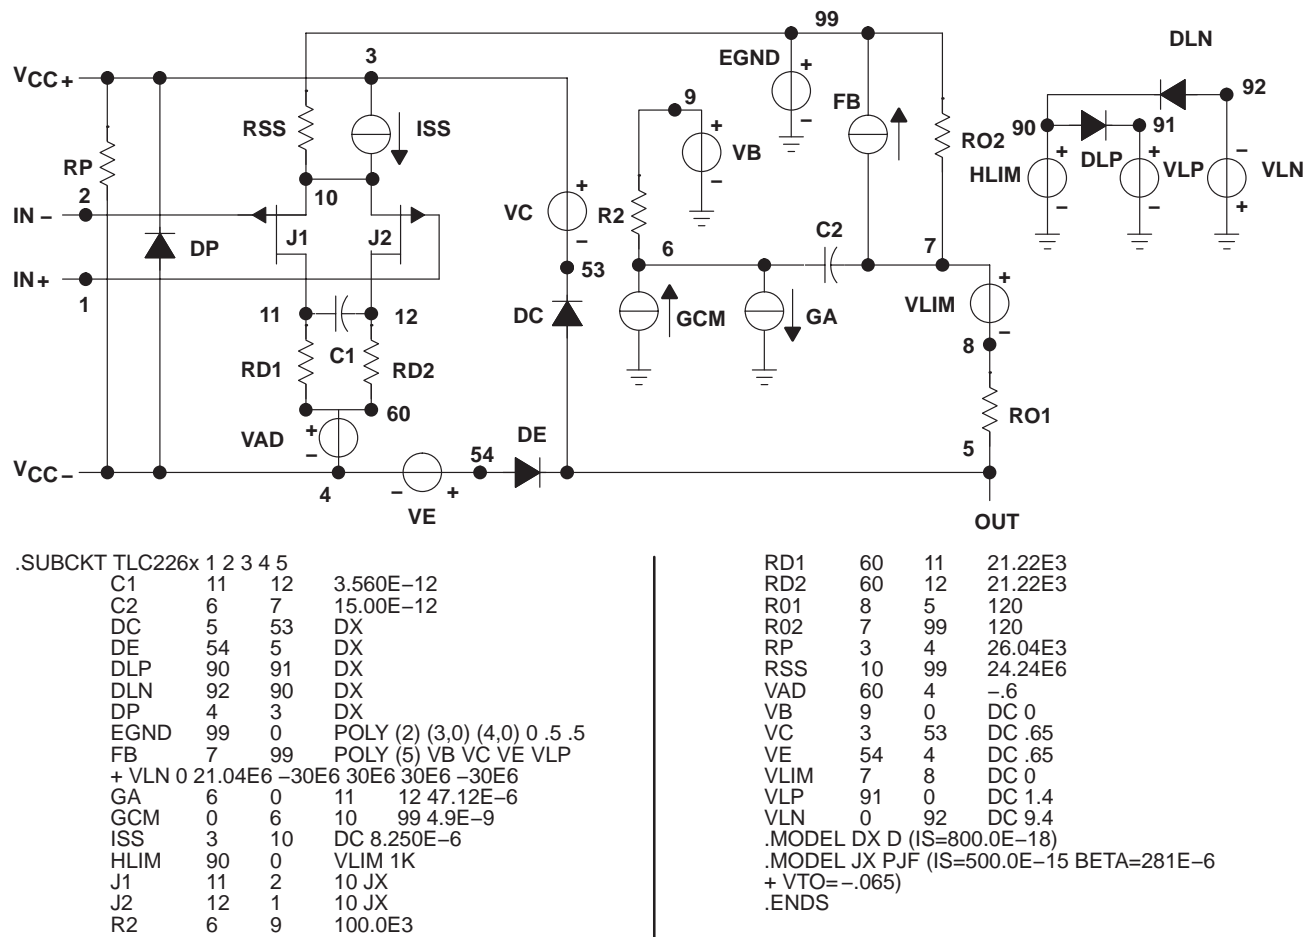 99
DLN
3
VCC+
EGND
+
−
FB
92
9
RSS
ISS
+
−
VB
RO2
90
91
RP
DLP
HLIM
+
−
+
−
VLP
−
+
VLN
2
10
IN −
J1
J2
VC
+
−
R2
C2
DP
6
7
IN+
1
53
GCM
GA
VLIM
+
−
11
12
DC
C1
8
RD1
RD2
60
RO1
VAD
+
−
DE
54
5
VCC−
4
−
+
VE
OUT
.SUBCKT TLC226x 1 2 3 4 5
C1 11 12 3.560E−12
C2 6 7 15.00E−12
DC 5 53 DX
DE 54 5 DX
DLP 90 91 DX
DLN 92 90 DX
DP 4 3 DX
EGND 99 0 POLY (2) (3,0) (4,0) 0 .5 .5
FB 7 99 POLY (5) VB VC VE VLP
+ VLN 0 21.04E6 −30E6 30E6 30E6 −30E6
GA 6 0 11 12 47.12E−6
GCM 0 6 10 99 4.9E−9
ISS 3 10 DC 8.250E−6
HLIM 90 0 VLIM 1K
J1 11 2 10 JX
J2 12 1 10 JX
R2 6 9 100.0E3
RD1 60 11 21.22E3
RD2 60 12 21.22E3
R01 8 5 120
R02 7 99 120
RP 3 4 26.04E3
RSS 10 99 24.24E6
VAD 60 4 −.6
VB 9 0 DC 0
VC 3 53 DC .65
VE 54 4 DC .65
VLIM 7 8 DC 0
VLP 91 0 DC 1.4
VLN 0 92 DC 9.4
.MODEL DX D (IS=800.0E−18)
.MODEL JX PJF (IS=500.0E−15 BETA=281E−6
+ VTO=−.065)
.ENDS